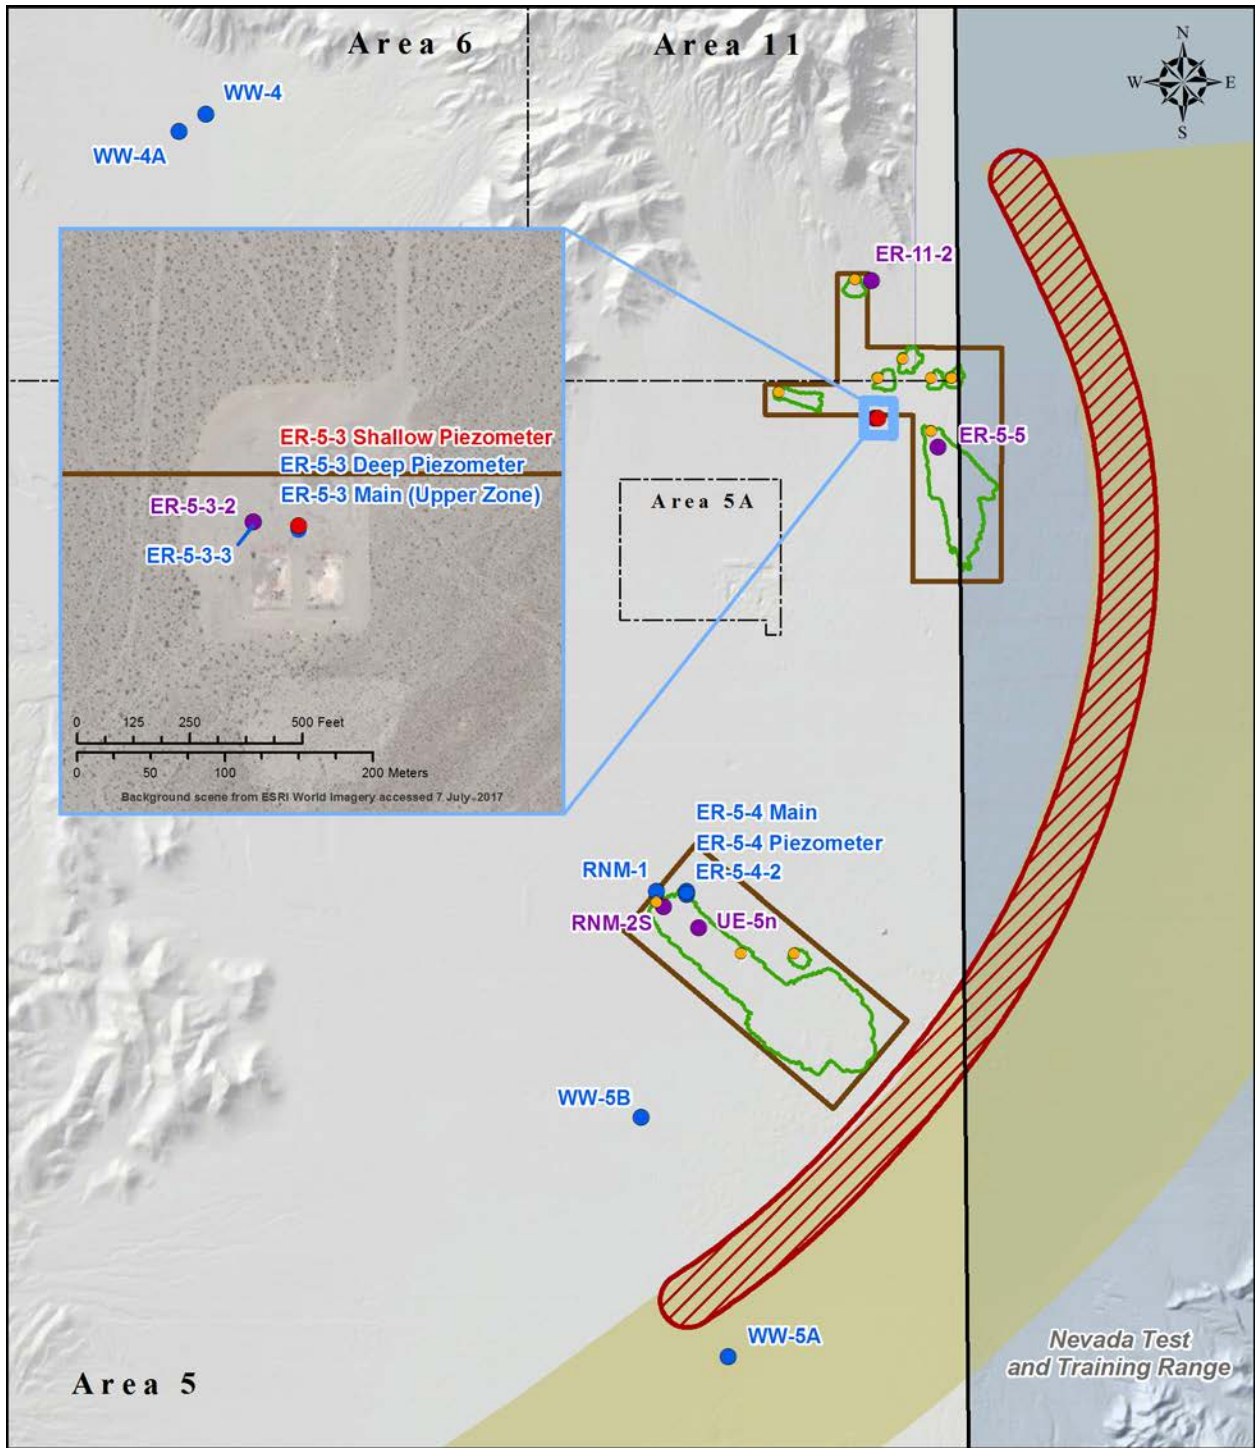 Area 6
Area 11
N
W
E
S
WW-4
WW-4A
ER-11-2
ER-5-3 Shallow Piezometer
ER-5-3 Deep Piezometer
ER-5-3 Main (Upper Zone)
ER-5-3-2
ER-5-3-3
ER-5-5
Area 5A
0 125 250 500 Feet
0 50 100 200 Meters
Background scene from ESRI World Imagery accessed 7 July 2017
ER-5-4 Main
ER-5-4 Piezometer
RNM-1
ER-5-4-2
RNM-2S
UE-5n
WW-5B
WW-5A
Nevada Test
and Training Range
Area 5